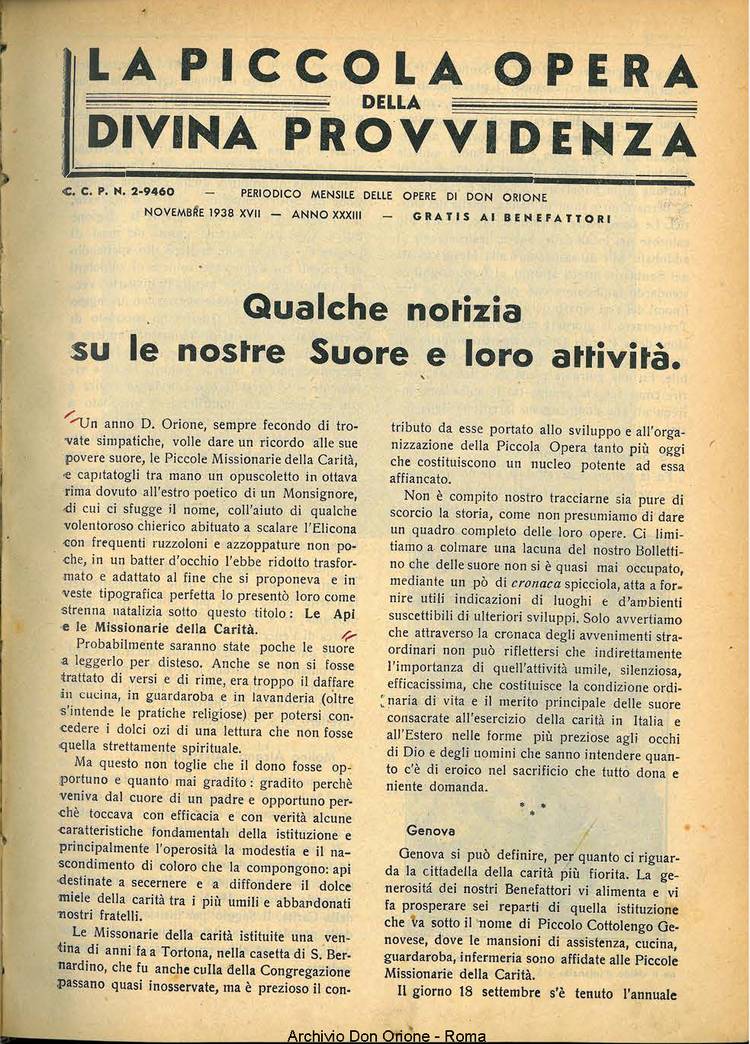 LA PICCOLA OPERA
DELLA
DIVINA PROVVIDENZA
C. C. P. N. 2-9460 — PERIODICO MENSILE DELLE OPERE DI DON ORIONE
NOVEMBRE 1938 XVII — ANNO XXXIII — GRATIS AI BENEFATTORI
Qualche notizia
su le nostre Suore e loro attività.
Un anno D. Orione, sempre fecondo di tro-
vate simpatiche, volle dare un ricordo alle sue
povere suore, le Piccole Missionarie della Carità,
e capitatogli tra mano un opuscoletto in ottava
rima dovuto all'estro poetico di un Monsignore,
di cui ci sfugge il nome, coll'aiuto di qualche
volentoroso chierico abituato a scalare l'Elicona
con frequenti ruzzoloni e azzoppature non po-
che, in un batter d'occhio l'ebbe ridotto trasfor-
mato e adattato al fine che si proponeva e in
veste tipografica perfetta lo presentò loro come
strenna natalizia sotto questo titolo: Le Api
e le Missionarie della Carità.
Probabilmente saranno state poche le suore
a leggerlo per disteso. Anche se non si fosse
trattato di versi e di rime, era troppo il daffare
in cucina, in guardaroba e in lavanderia (oltre
s'intende le pratiche religiose) per potersi con-
cedere i dolci ozi di una lettura che non fosse
quella strettamente spirituale.
Ma questo non toglie che il dono fosse op-
portuno e quanto mai gradito: gradito perchè
veniva dal cuore di un padre e opportuno per-
chè toccava con efficacia e con verità alcune
caratteristiche fondamentali della istituzione e
principalmente l'operosità la modestia e il na-
scondimento di coloro che la compongono: api
destinate a secernere e a diffondere il dolce
miele della carità tra i più umili e abbandonati
nostri fratelli.
Le Missonarie della carità istituite una ven-
tina di anni fa a Tortona, nella casetta di S. Ber-
nardino, che fu anche culla della Congregazione
passano quasi inosservate, ma è prezioso il con-
tributo da esse portato allo sviluppo e all'orga-
nizzazione della Piccola Opera tanto più oggi
che costituiscono un nucleo potente ad essa
affiancato.
Non è compito nostro tracciarne sia pure di
scorcio la storia, come non presumiamo di dare
un quadro completo delle loro opere. Ci limi-
tiamo a colmare una lacuna del nostro Bolletti-
no che delle suore non si è quasi mai occupato,
mediante un pò di cronaca spicciola, atta a for-
nire utili indicazioni di luoghi e d'ambienti
suscettibili di ulteriori sviluppi. Solo avvertiamo
che attraverso la cronaca degli avvenimenti stra-
ordinari non può riflettersi che indirettamente
l'importanza di quell'attività umile, silenziosa,
efficacissima, che costituisce la condizione ordi-
naria di vita e il merito principale delle suore
consacrate all'esercizio della carità in Italia e
all'Estero nelle forme più preziose agli occhi
di Dio e degli uomini che sanno intendere quan-
to c'è di eroico nel sacrificio che tutto dona e
niente domanda.
* * *
Genova
Genova si può definire, per quanto ci riguar-
da la cittadella della carità più fiorita. La ge-
nerosità dei nostri Benefattori vi alimenta e vi
fa prosperare sei reparti di quella istituzione
che va sotto il nome di Piccolo Cottolengo Ge-
novese, dove le mansioni di assistenza, cucina,
guardaroba, infermeria sono affidate alle Piccole
Missionarie della Carità.
Il giorno 18 settembre s'è tenuto l'annuale
Archivio Don Orione - Roma